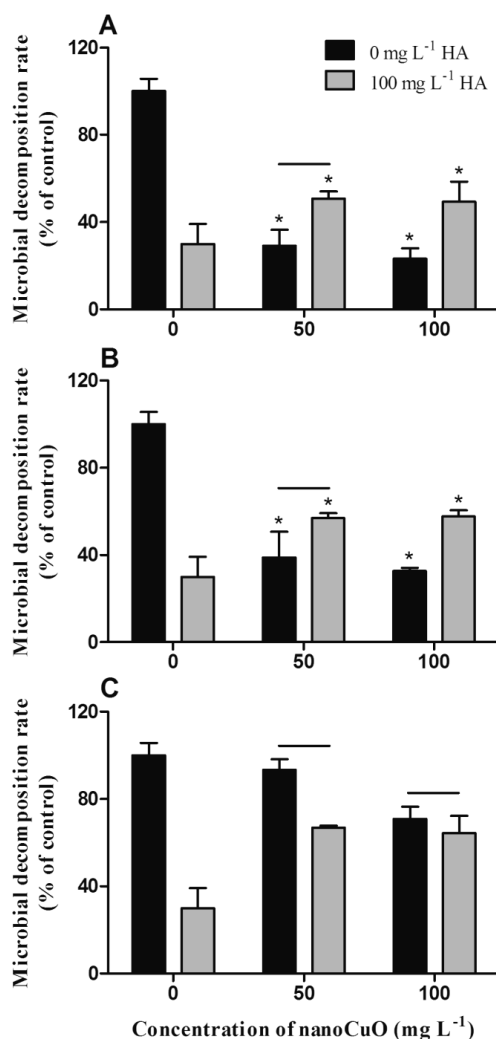 A
0 mg L⁻¹ HA
100 mg L⁻¹ HA
Microbial decomposition rate
(% of control)
120
80
40
0
*
*
*
*
0
50
100
B
Microbial decomposition rate
(% of control)
120
80
40
0
*
*
*
*
0
50
100
C
Microbial decomposition rate
(% of control)
120
80
40
0
0
50
100
Concentration of nanoCuO (mg L⁻¹)